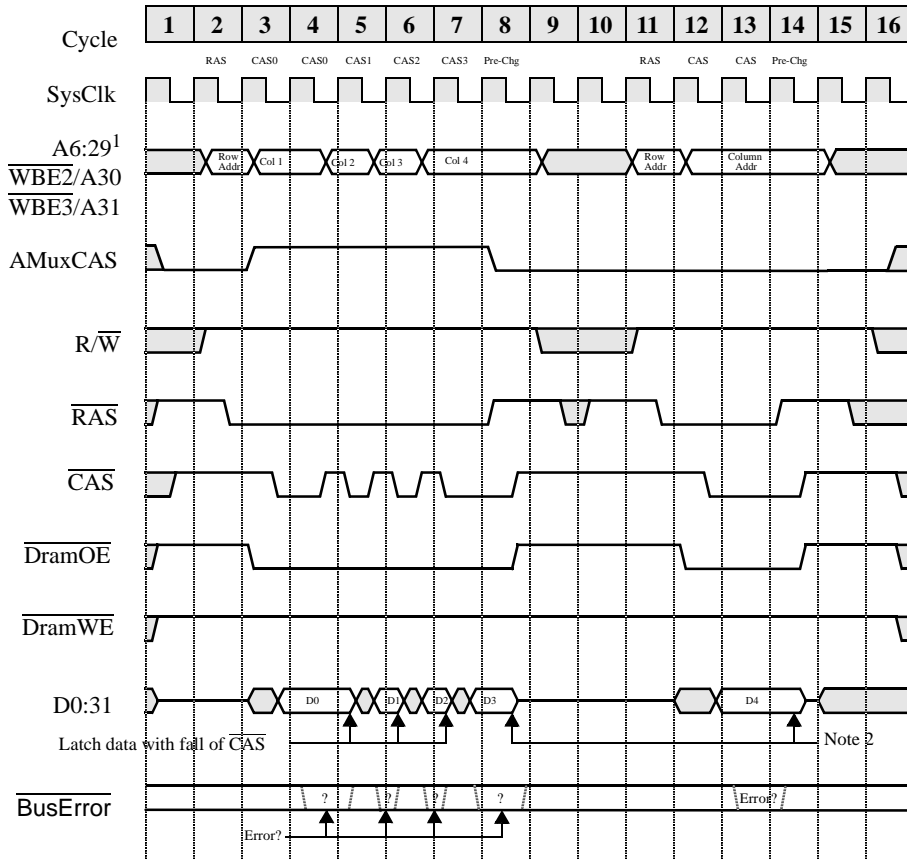 Cycle 1 2 3 4 5 6 7 8 9 10 11 12 13 14 15 16
RAS CAS0 CAS0 CAS1 CAS2 CAS3 Pre-Chg RAS CAS CAS Pre-Chg
SysClk
A6:29¹
WBE2/A30
WBE3/A31
Row Addr Col 1 Col 2 Col 3 Col 4 Row Addr Column Addr
AMuxCAS
R/W
RAS
CAS
DramOE
DramWE
D0:31 D0 D1 D2 D3 D4
Latch data with fall of CAS Note 2
BusError ? ? ? ? Error?
Error?